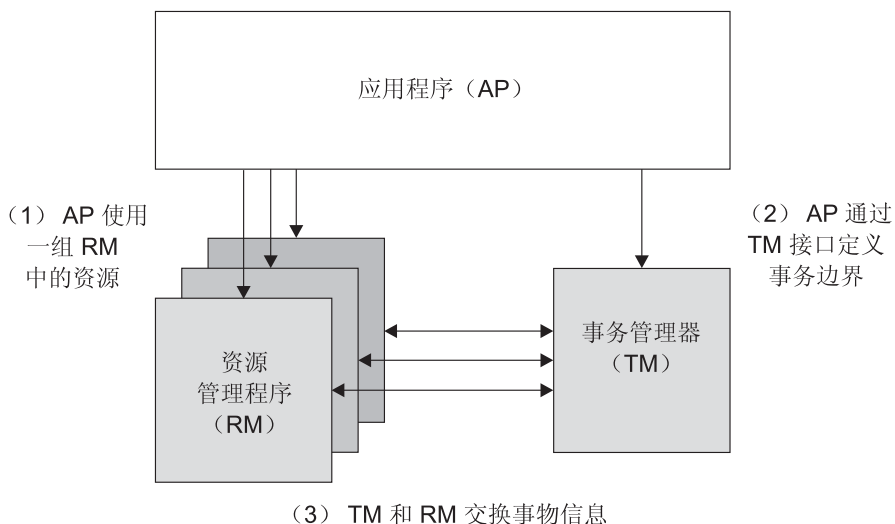 应用程序（AP）
（1） AP 使用
一组 RM
中的资源
（2） AP 通过
TM 接口定义
事务边界
资源
管理程序
（RM）
事务管理器
（TM）
（3） TM 和 RM 交换事物信息